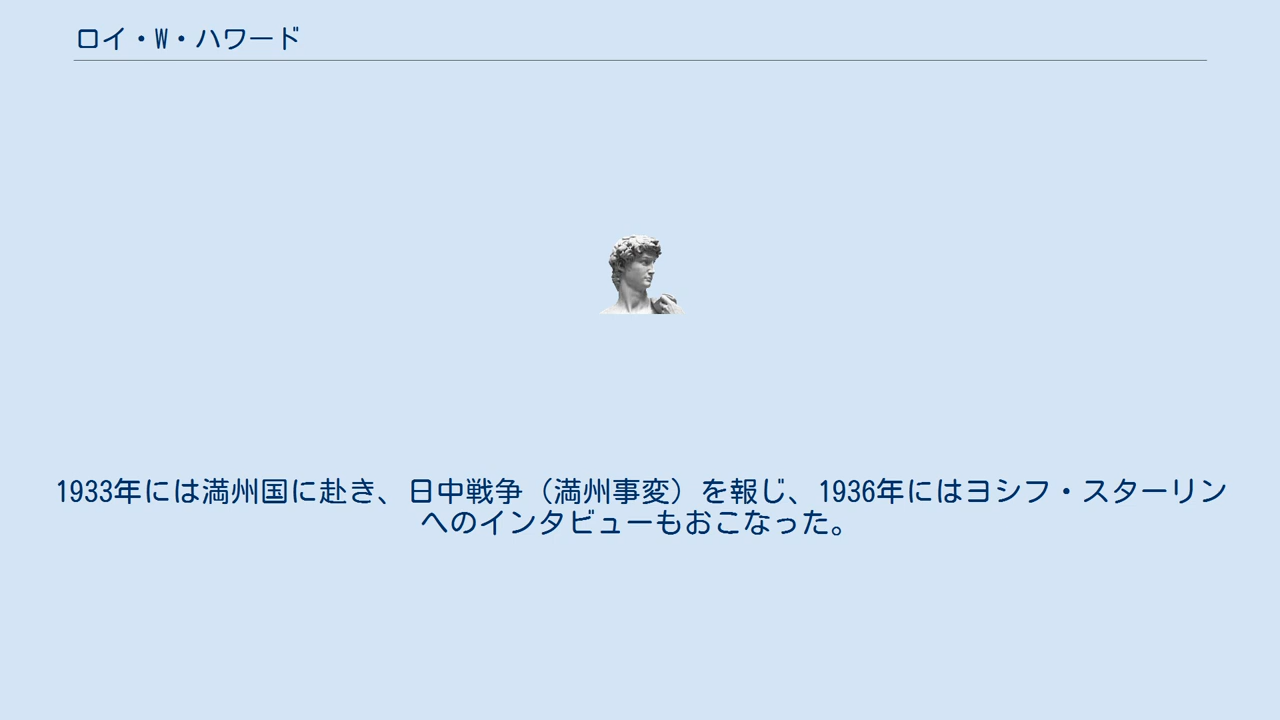 ロイ・W・ハワード
1933年には満州国に赴き、日中戦争（満州事変）を報じ、1936年にはヨシフ・スターリン
へのインタビューもおこなった。